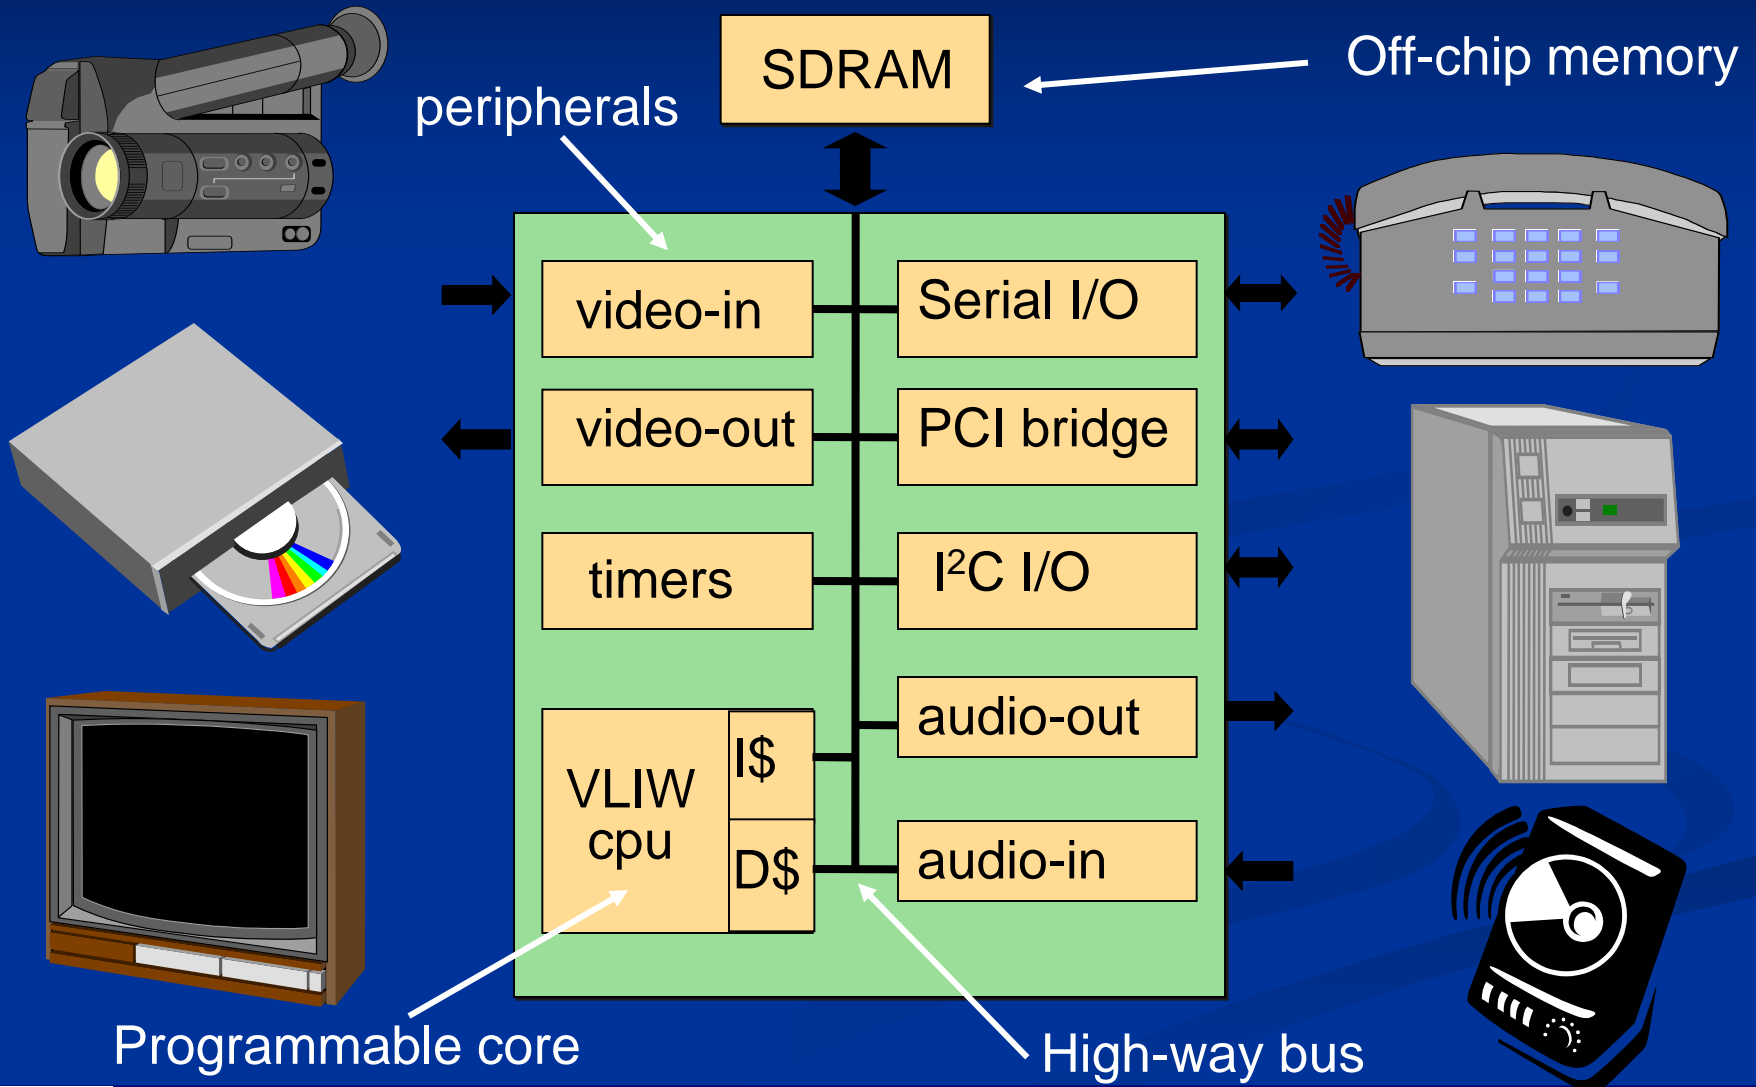 SDRAM
Off-chip memory
peripherals
video-in
Serial I/O
video-out
PCI bridge
timers
I²C I/O
VLIW
cpu
I$
D$
audio-out
audio-in
Programmable core
High-way bus